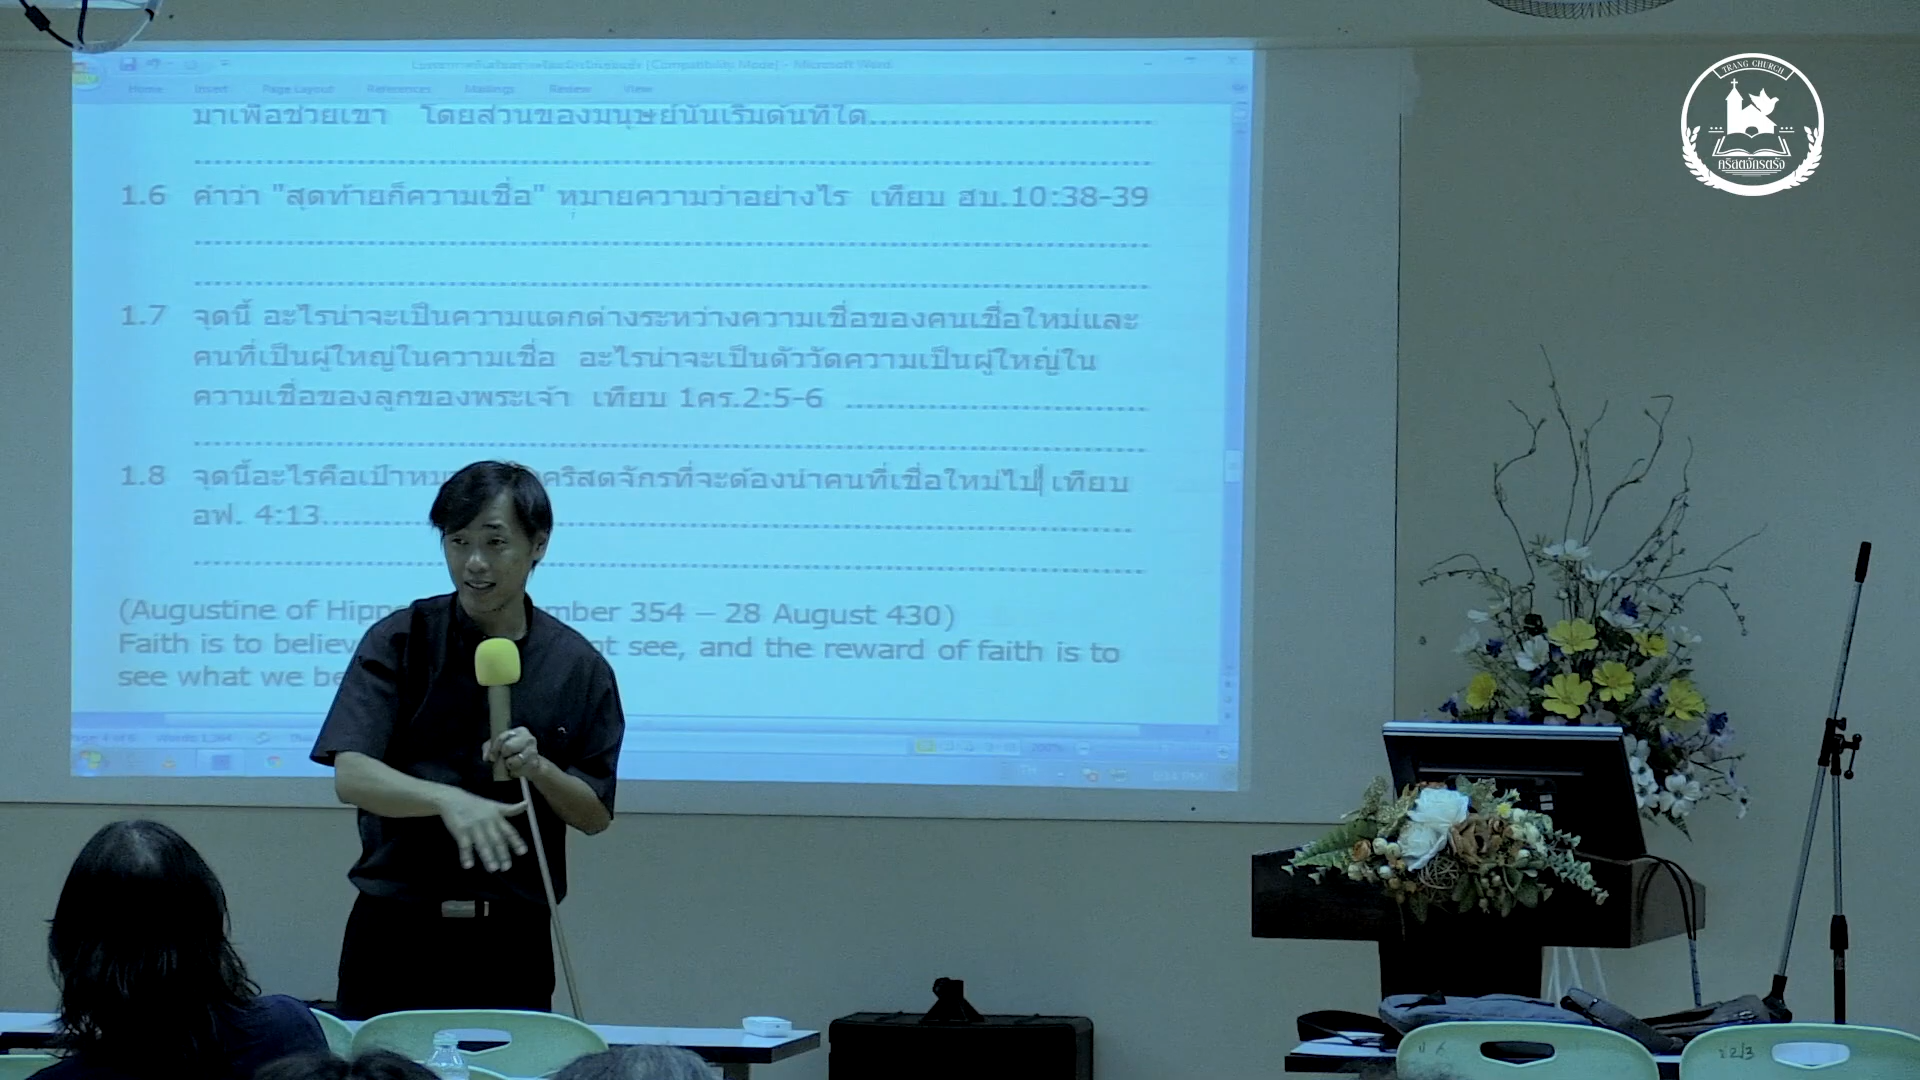 (Compatibility Mode) - Microsoft Word
Home Insert Page Layout References Mailings Review View
มาเพื่อช่วยเขา โดยส่วนของมนุษย์นั้นเริ่มต้นที่ใด
1.6 คำว่า "สุดท้ายก็ความเชื่อ" หมายความว่าอย่างไร เทียบ ฮบ.10:38-39
1.7 จุดนี้ อะไรน่าจะเป็นความแตกต่างระหว่างความเชื่อของคนเชื่อใหม่และ
คนที่เป็นผู้ใหญ่ในความเชื่อ อะไรน่าจะเป็นตัววัดความเป็นผู้ใหญ่ใน
ความเชื่อของลูกของพระเจ้า เทียบ 1คร.2:5-6
1.8 จุดนี้อะไรคือเป้าหม คริสตจักรที่จะต้องนำคนที่เชื่อใหม่ไป เทียบ
อฟ. 4:13
(Augustine of Hipp mber 354 – 28 August 430)
Faith is to believ t see, and the reward of faith is to
see what we be
TRANG CHURCH
คริสตจักรตรัง